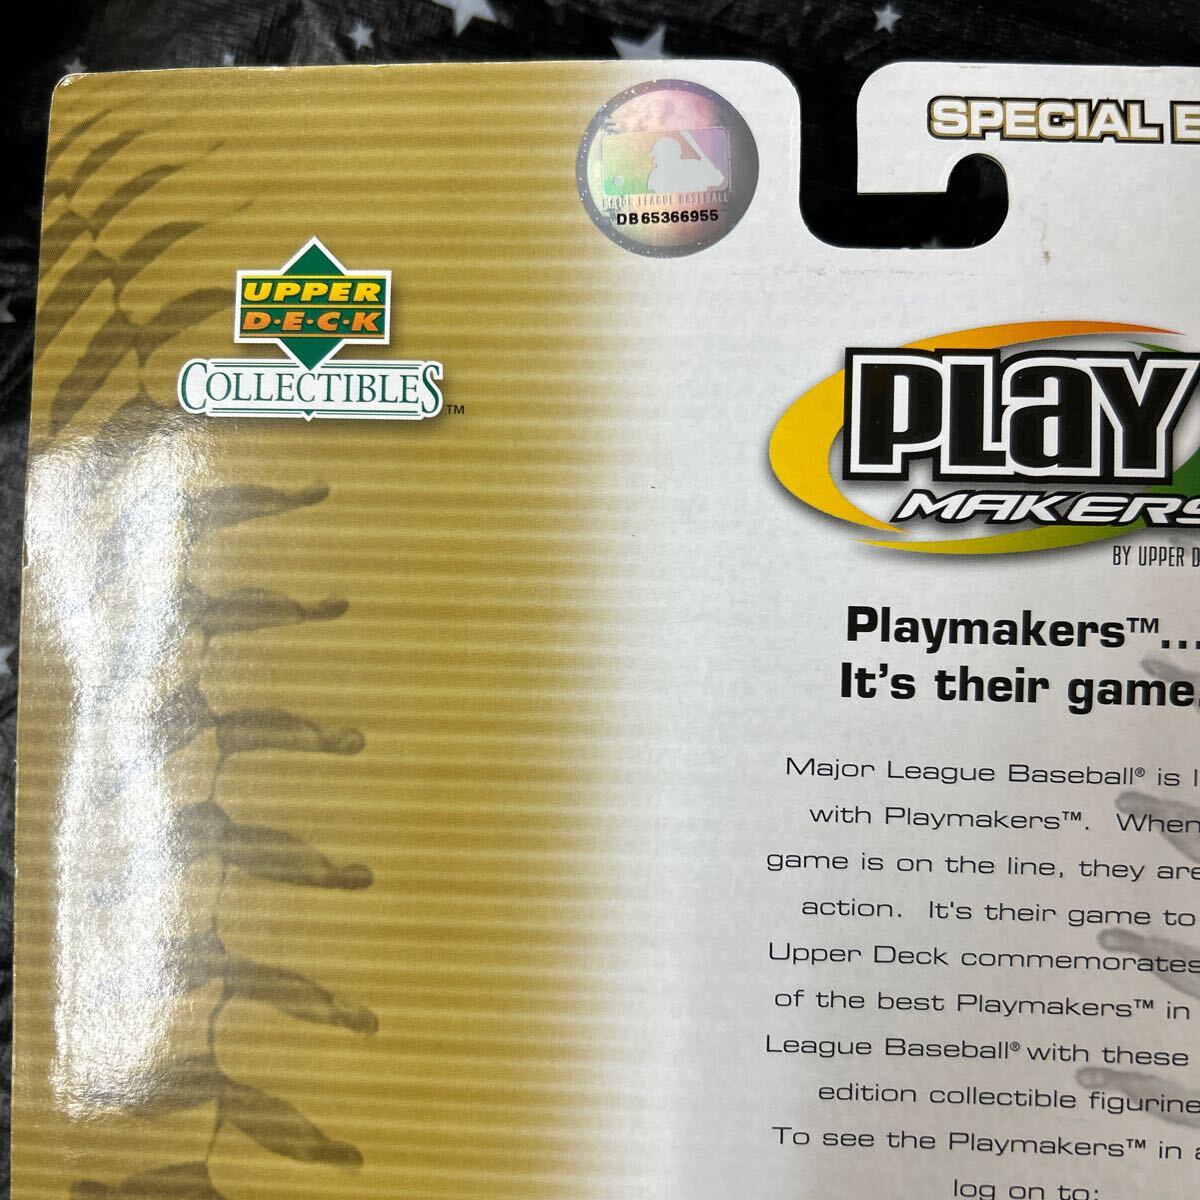 SPECIAL E
MAJOR LEAGUE BASEBALL
DB65366955
UPPER
D·E·C·K
COLLECTIBLES™
PLAY
MAKERS
BY UPPER D
Playmakers™...
It's their game.
Major League Baseball® is l
with Playmakers™. When
game is on the line, they are
action. It's their game to
Upper Deck commemorates
of the best Playmakers™ in
League Baseball® with these
edition collectible figurine
To see the Playmakers™ in a
log on to: